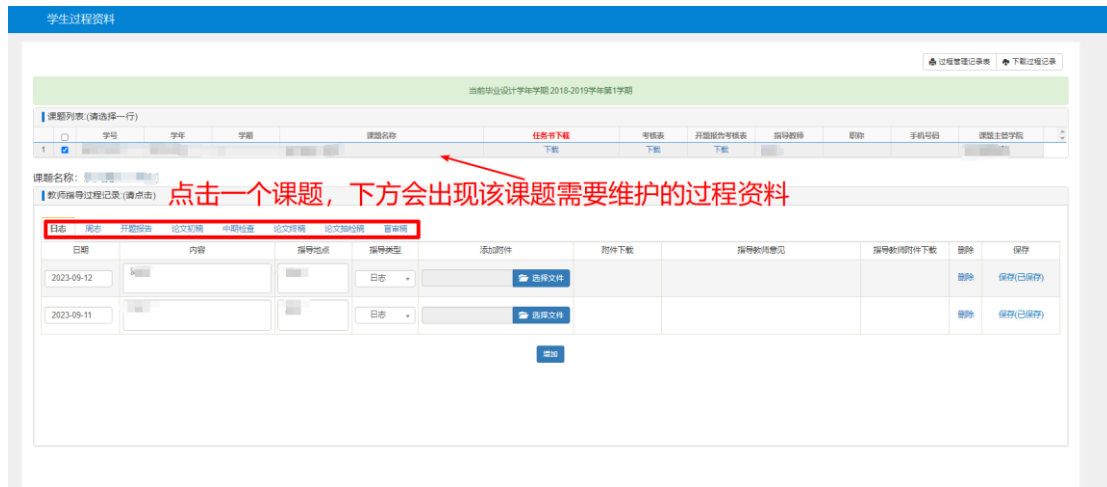 学生过程资料
过程管理记录表 下载过程记录
当前毕业设计学年学期:2018-2019学年第1学期
课题列表:(请选择一行)
学号 学年 学期 课题名称 任务书下载 考核表 开题报告考核表 指导教师 职称 手机号码 课题主管学院
1 下载 下载 下载
课题名称:
点击一个课题，下方会出现该课题需要维护的过程资料
教师指导过程记录:(请点击)
日志 周志 开题报告 论文初稿 中期检查 论文终稿 论文抽检稿 盲审稿
日期 内容 指导地点 指导类型 添加附件 附件下载 指导教师意见 指导教师附件下载 删除 保存
2023-09-12 日志 选择文件 删除 保存(已保存)
2023-09-11 日志 选择文件 删除 保存(已保存)
增加